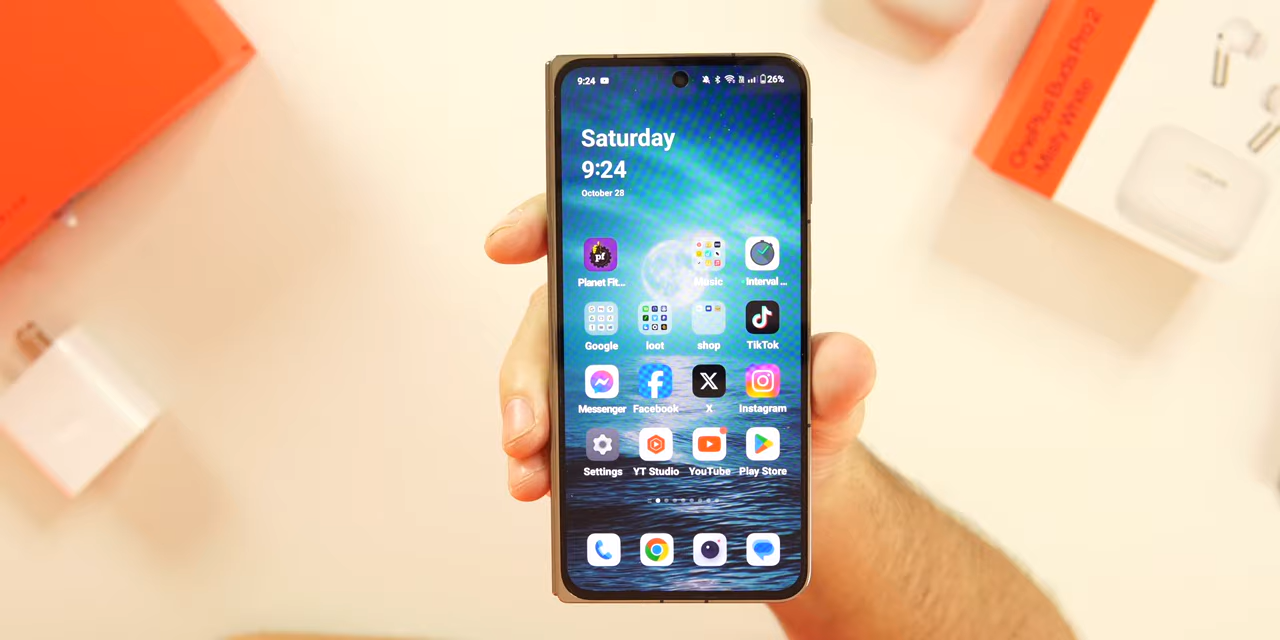 9:24
26%
Saturday
9:24
October 28
pf
Planet Fit...
Music
Interval ...
Google
loot
shop
TikTok
Messenger
Facebook
X
Instagram
Settings
YT Studio
YouTube
Play Store
OnePlus Buds Pro 2
Misty White